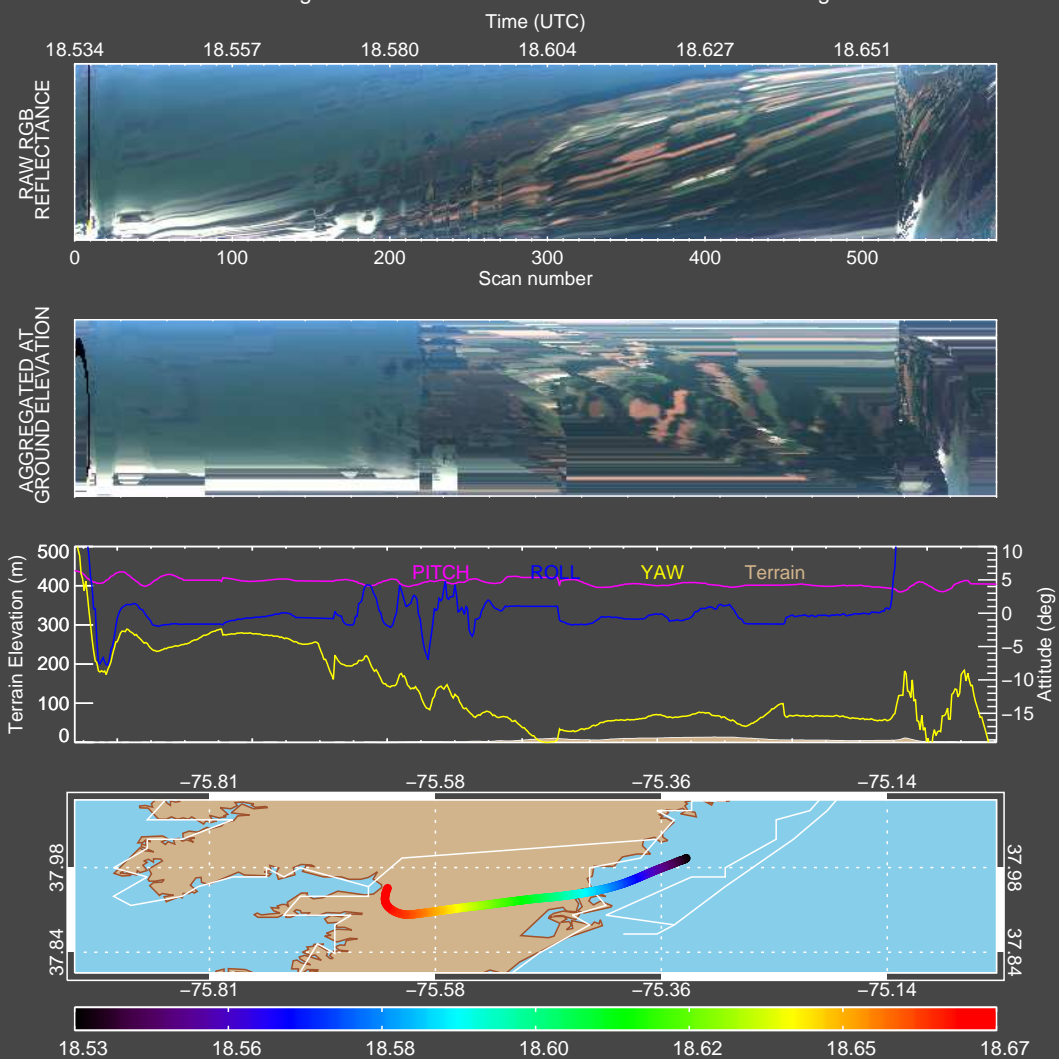 Time (UTC)
18.534 18.557 18.580 18.604 18.627 18.651
RAW RGB
REFLECTANCE
0 100 200 300 400 500
Scan number
AGGREGATED AT
GROUND ELEVATION
500 10
PITCH ROLL YAW Terrain
400 5
300 0
200 −5
100 −10
0 −15
Terrain Elevation (m)
Attitude (deg)
−75.81 −75.58 −75.36 −75.14
37.98 37.98
37.84 37.84
−75.81 −75.58 −75.36 −75.14
18.53 18.56 18.58 18.60 18.62 18.65 18.67